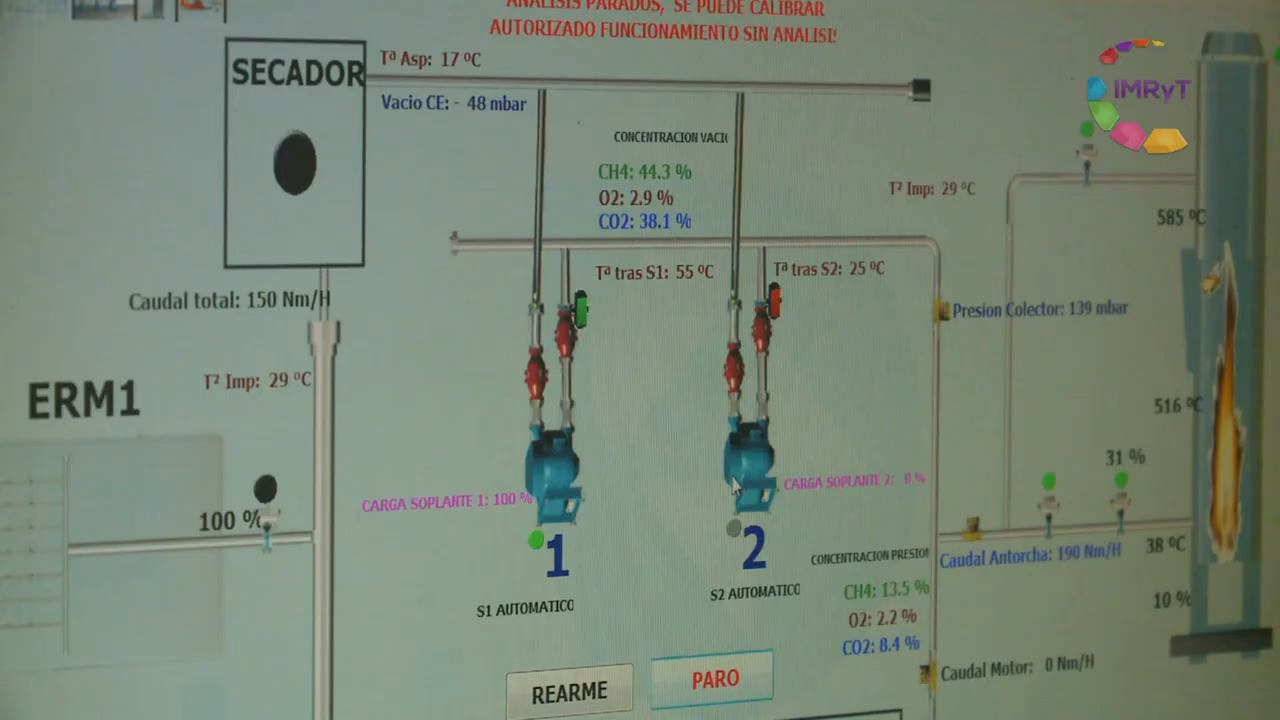 ANALISIS PARADOS, SE PUEDE CALIBRAR
AUTORIZADO FUNCIONAMIENTO SIN ANALISI!
SECADOR
Tª Asp: 17 ºC
Vacio CE: - 48 mbar
IMRyT
CONCENTRACION VACIO
CH4: 44.3 %
O2: 2.9 %
CO2: 38.1 %
Tª Imp: 29 ºC
585 ºC
Tª tras S1: 55 ºC
Tª tras S2: 25 ºC
Caudal total: 150 Nm/H
Presion Colector: 139 mbar
Tª Imp: 29 ºC
ERM1
516 ºC
31 %
CARGA SOPLANTE 1: 100 %
CARGA SOPLANTE 2: 0 %
100 %
1
2
CONCENTRACION PRESION
Caudal Antorcha: 190 Nm/H
38 ºC
S1 AUTOMATICO
S2 AUTOMATICO
CH4: 13.5 %
O2: 2.2 %
CO2: 8.4 %
10 %
REARME
PARO
Caudal Motor: 0 Nm/H